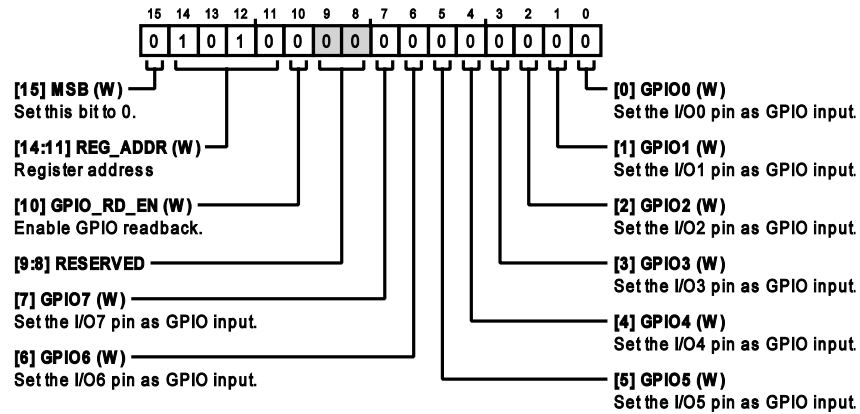 15 14 13 12 11 10 9 8 7 6 5 4 3 2 1 0
0 1 0 1 0 0 0 0 0 0 0 0 0 0 0 0
[15] MSB (W)
Set this bit to 0.
[14:11] REG_ADDR (W)
Register address
[10] GPIO_RD_EN (W)
Enable GPIO readback.
[9:8] RESERVED
[7] GPIO7 (W)
Set the I/O7 pin as GPIO input.
[6] GPIO6 (W)
Set the I/O6 pin as GPIO input.
[0] GPIO0 (W)
Set the I/O0 pin as GPIO input.
[1] GPIO1 (W)
Set the I/O1 pin as GPIO input.
[2] GPIO2 (W)
Set the I/O2 pin as GPIO input.
[3] GPIO3 (W)
Set the I/O3 pin as GPIO input.
[4] GPIO4 (W)
Set the I/O4 pin as GPIO input.
[5] GPIO5 (W)
Set the I/O5 pin as GPIO input.